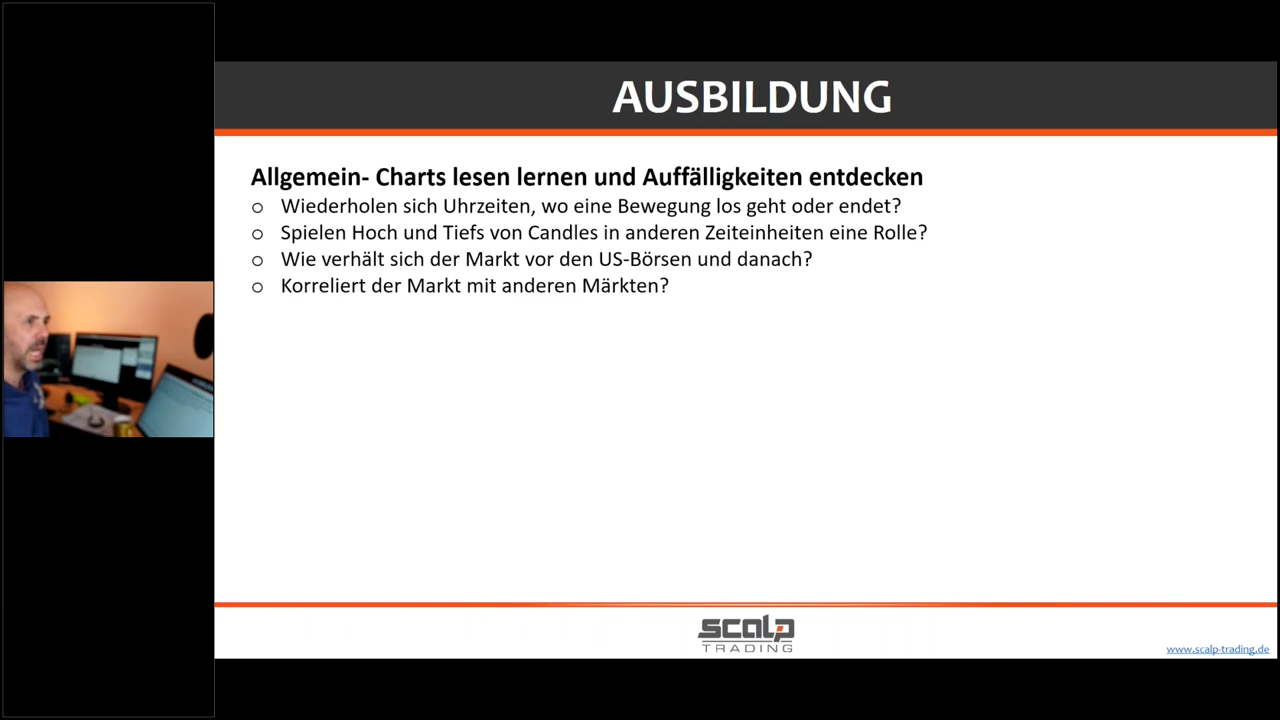 AUSBILDUNG
Allgemein- Charts lesen lernen und Auffälligkeiten entdecken
o Wiederholen sich Uhrzeiten, wo eine Bewegung los geht oder endet?
o Spielen Hoch und Tiefs von Candles in anderen Zeiteinheiten eine Rolle?
o Wie verhält sich der Markt vor den US-Börsen und danach?
o Korreliert der Markt mit anderen Märkten?
scalp
TRADING
www.scalp-trading.de